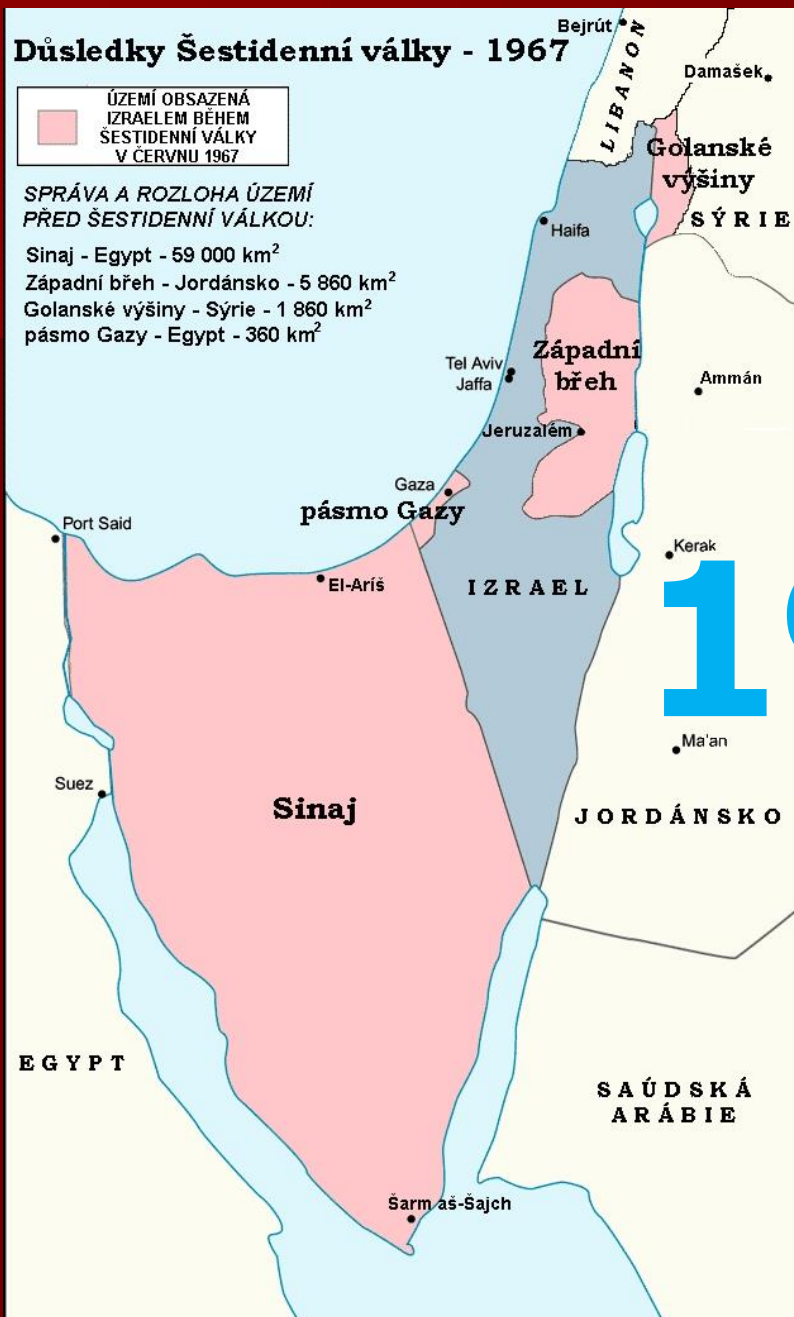 Důsledky Šestidenní války - 1967
ÚZEMÍ OBSAZENÁ
IZRAELEM BĚHEM
ŠESTIDENNÍ VÁLKY
V ČERVNU 1967
SPRÁVA A ROZLOHA ÚZEMÍ
PŘED ŠESTIDENNÍ VÁLKOU:
Sinaj - Egypt - 59 000 km²
Západní břeh - Jordánsko - 5 860 km²
Golanské výšiny - Sýrie - 1 860 km²
pásmo Gazy - Egypt - 360 km²
Bejrút
LIBANON
Damašek
Golanské
výšiny
SÝRIE
Haifa
Tel Aviv
Jaffa
Západní
břeh
Ammán
Jeruzalém
Gaza
pásmo Gazy
Port Said
El-Aríš
IZRAEL
Kerak
1
Ma'an
Suez
Sinaj
JORDÁNSKO
EGYPT
SAÚDSKÁ
ARÁBIE
Šarm aš-Šajch